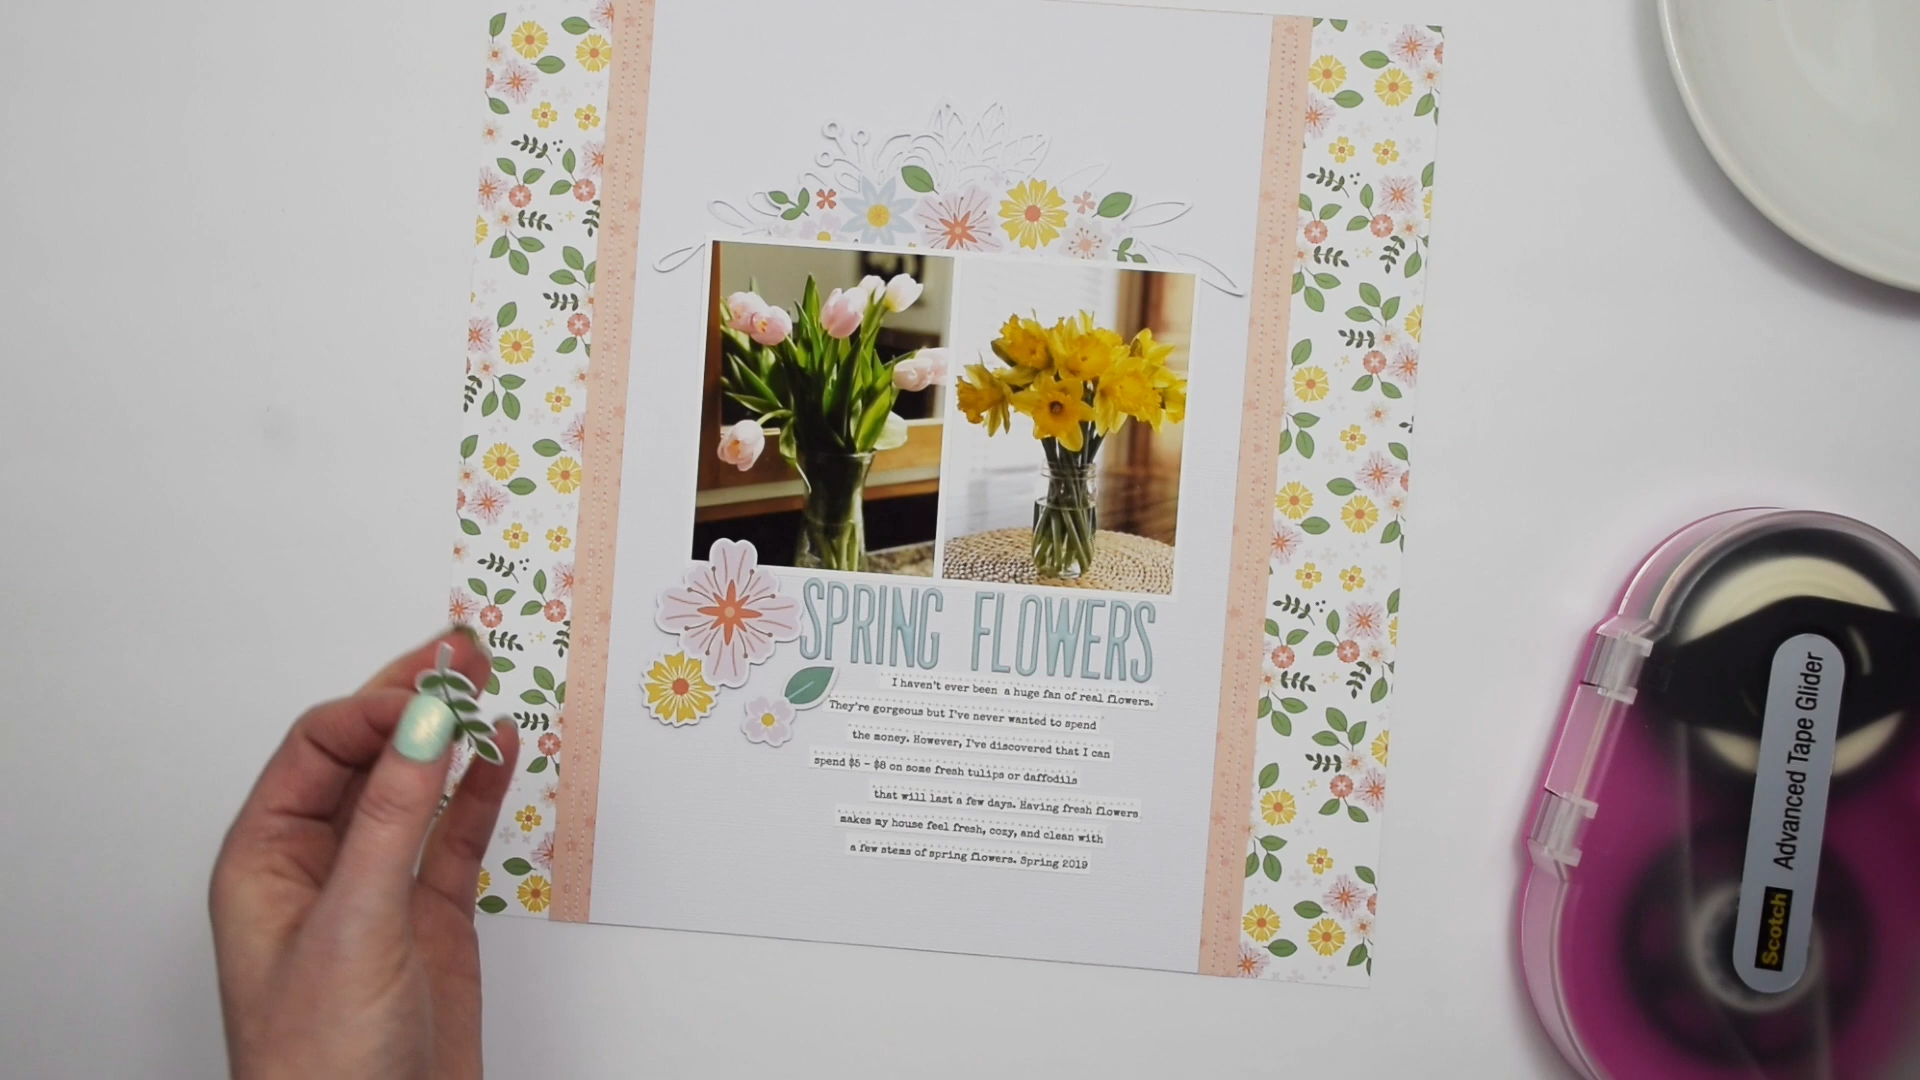 SPRING FLOWERS
I haven't ever been a huge fan of real flowers.
They're gorgeous but I've never wanted to spend
the money. However, I've discovered that I can
spend $5 - $8 on some fresh tulips or daffodils
that will last a few days. Having fresh flowers
makes my house feel fresh, cozy, and clean with
a few stems of spring flowers. Spring 2019
Scotch Advanced Tape Glider